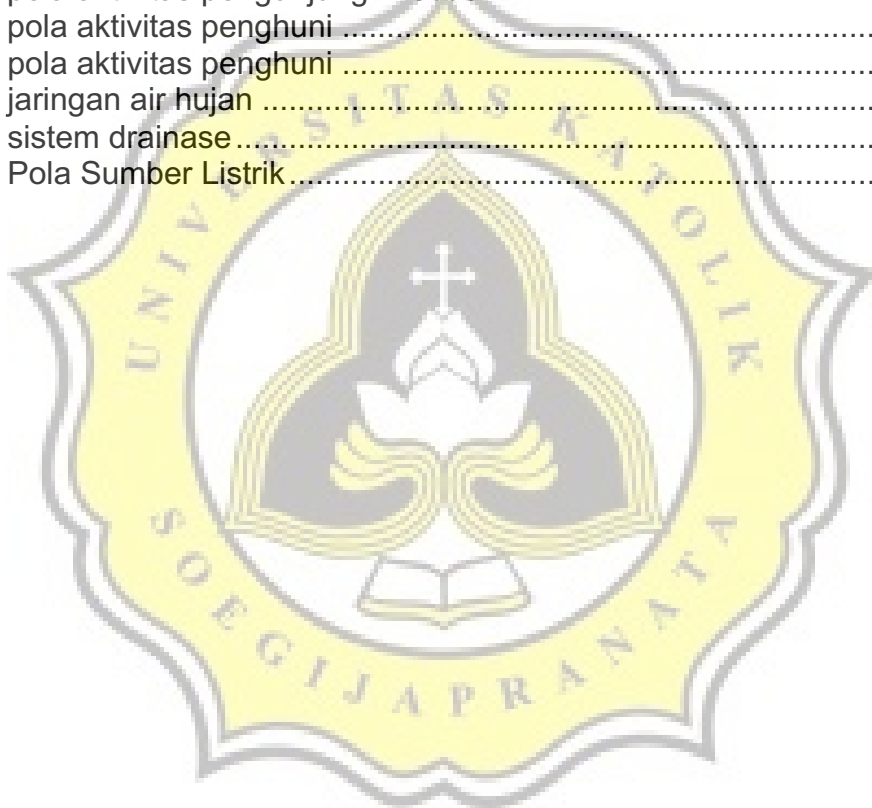 pola aktivitas penghuni ........................................................................
pola aktivitas penghuni ........................................................................
jaringan air hujan ........................................................................
sistem drainase ........................................................................
Pola Sumber Listrik ........................................................................
UNIVERSITAS KATOLIK
SOEGIJAPRANATA